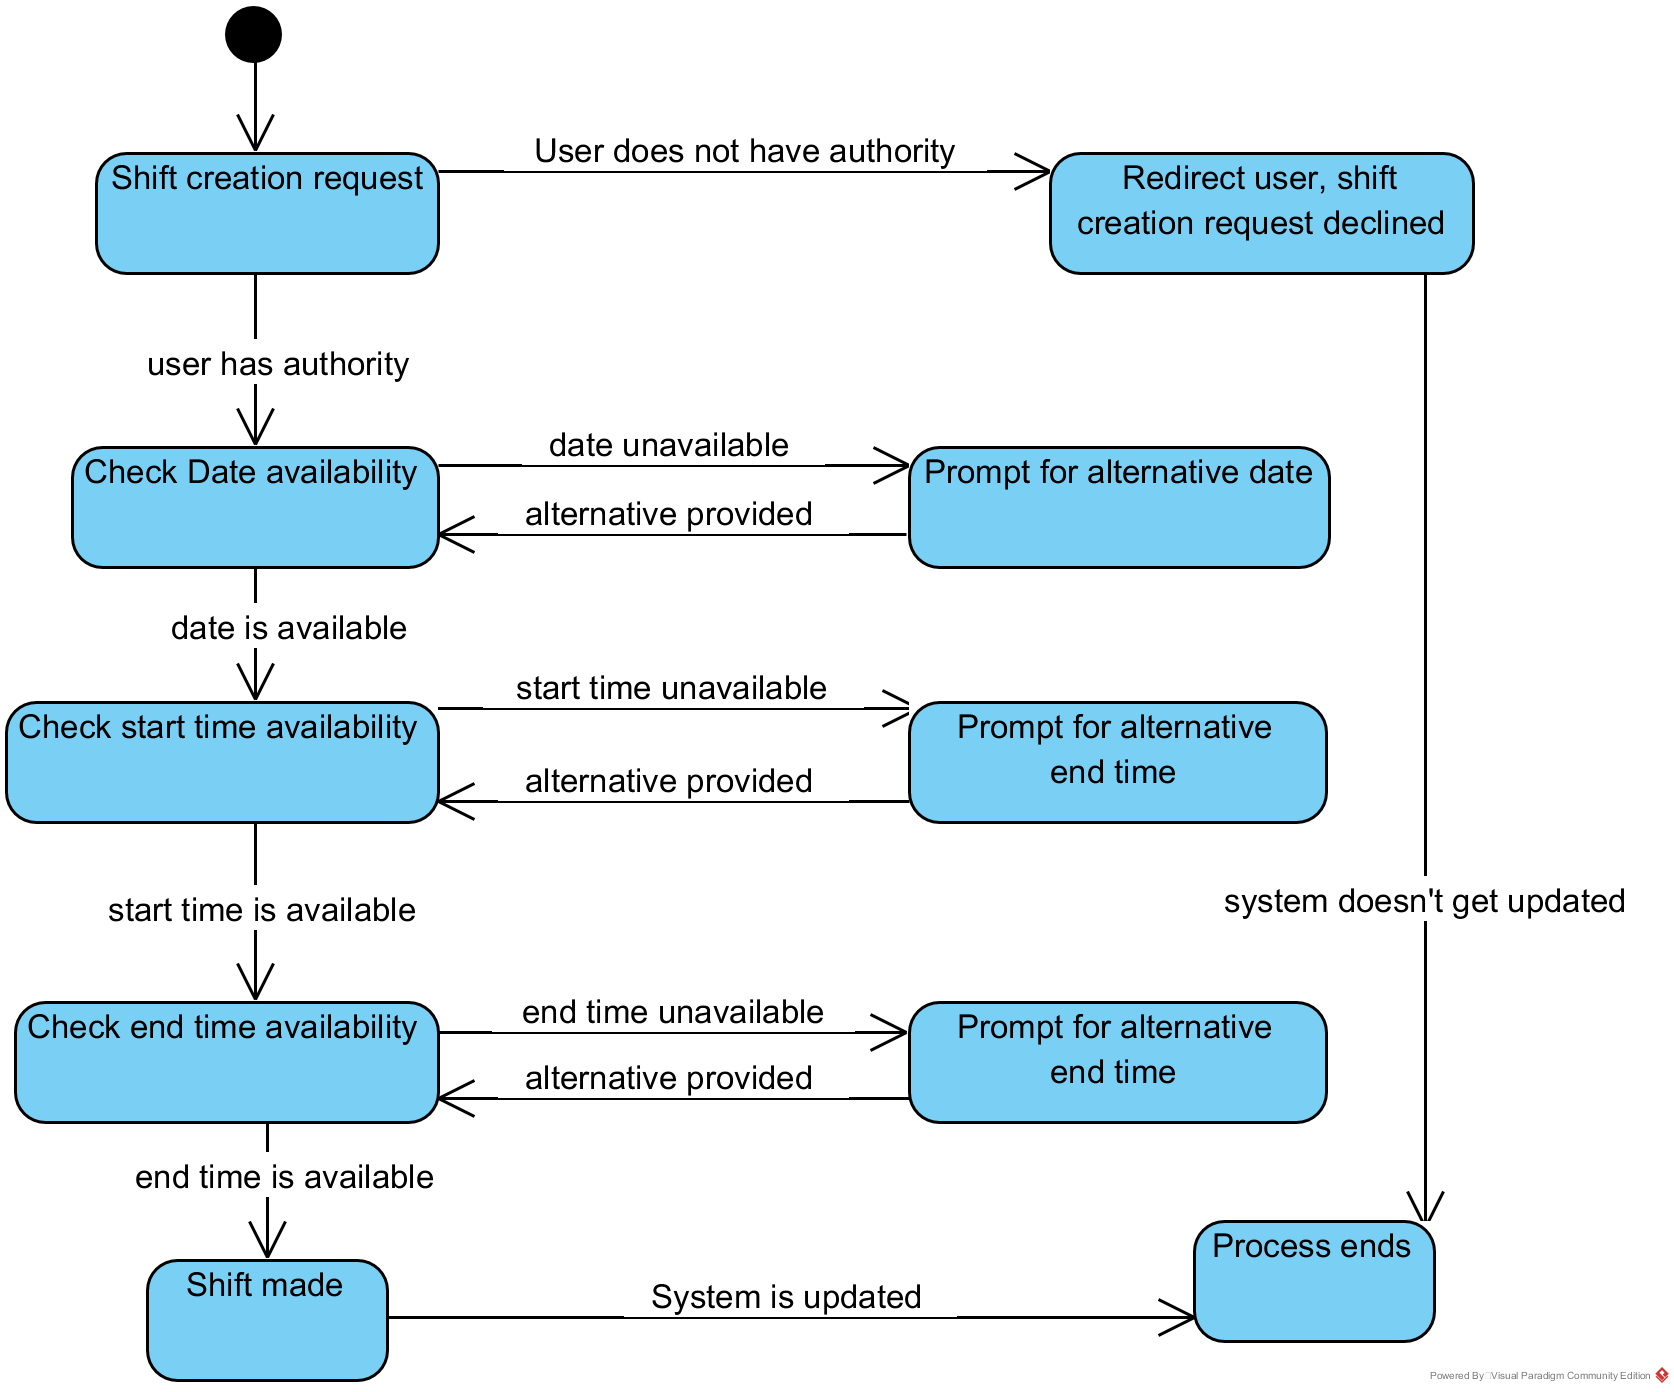 Shift creation request
User does not have authority
Redirect user, shift
creation request declined
user has authority
Check Date availability
date unavailable
alternative provided
Prompt for alternative date
date is available
Check start time availability
start time unavailable
alternative provided
Prompt for alternative
end time
start time is available
system doesn't get updated
Check end time availability
end time unavailable
alternative provided
Prompt for alternative
end time
end time is available
Shift made
System is updated
Process ends
Powered By Visual Paradigm Community Edition